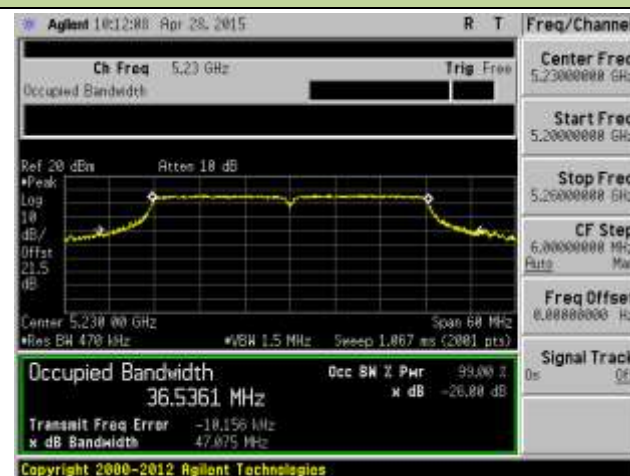 Agilent 10:12:08 Apr 28, 2015 R T
Freq/Channel
Ch Freq 5.23 GHz Trig Free
Occupied Bandwidth
Center Freq
5.23000000 GHz
Start Freq
5.20000000 GHz
Stop Freq
5.26000000 GHz
CF Step
6.00000000 MHz
Auto Man
Freq Offset
0.00000000 Hz
Signal Track
On Off
Ref 20 dBm Atten 10 dB
#Peak
Log
10
dB/
Offst
21.5
dB
Center 5.230 00 GHz Span 60 MHz
#Res BW 470 kHz #VBW 1.5 MHz Sweep 1.067 ms (2001 pts)
Occupied Bandwidth
36.5361 MHz
Occ BW % Pwr 99.00 %
x dB -26.00 dB
Transmit Freq Error -10.156 kHz
x dB Bandwidth 47.075 MHz
Copyright 2000-2012 Agilent Technologies